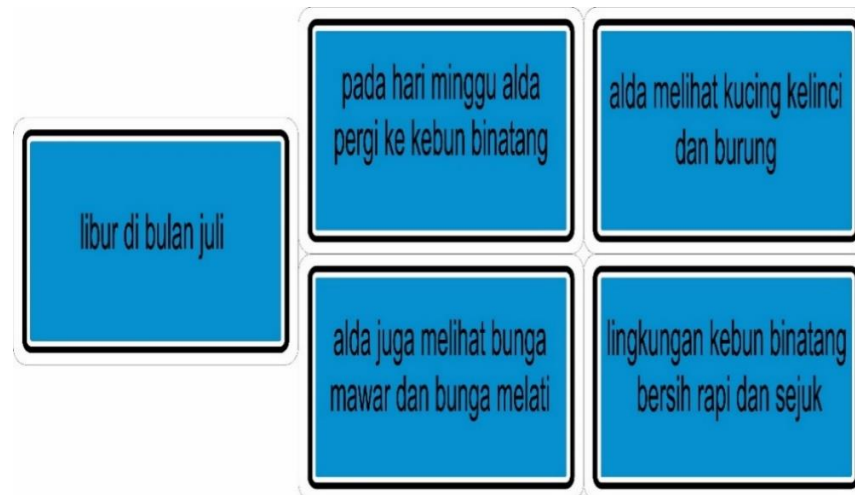 libur di bulan juli
pada hari minggu alda
pergi ke kebun binatang
alda melihat kucing kelinci
dan burung
alda juga melihat bunga
mawar dan bunga melati
lingkungan kebun binatang
bersih rapi dan sejuk